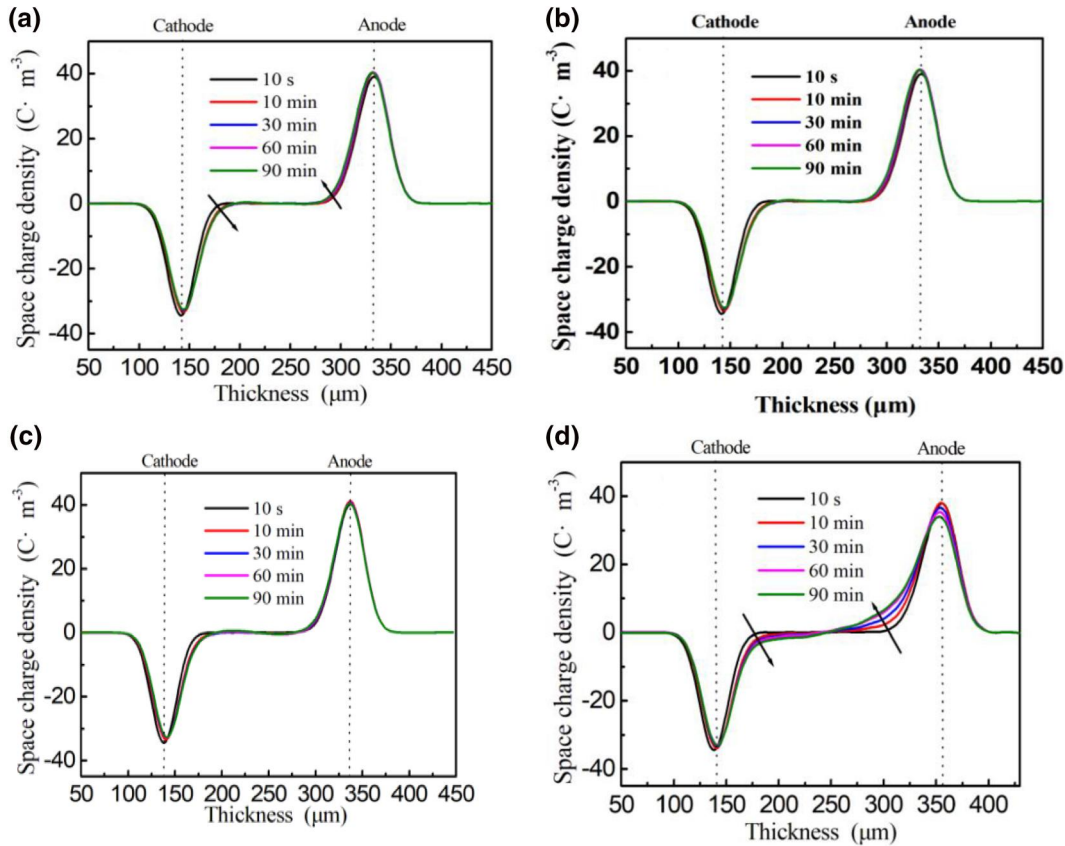 (a)
Cathode
Anode
Space charge density (C· m⁻³)
40
20
0
-20
-40
10 s
10 min
30 min
60 min
90 min
50 100 150 200 250 300 350 400 450
Thickness (μm)
(b)
Cathode
Anode
Space charge density (C· m⁻³)
40
20
0
-20
-40
10 s
10 min
30 min
60 min
90 min
50 100 150 200 250 300 350 400 450
Thickness (μm)
(c)
Cathode
Anode
Space charge density (C· m⁻³)
40
20
0
-20
-40
10 s
10 min
30 min
60 min
90 min
50 100 150 200 250 300 350 400 450
Thickness (μm)
(d)
Cathode
Anode
Space charge density (C· m⁻³)
40
20
0
-20
-40
10 s
10 min
30 min
60 min
90 min
50 100 150 200 250 300 350 400
Thickness (μm)